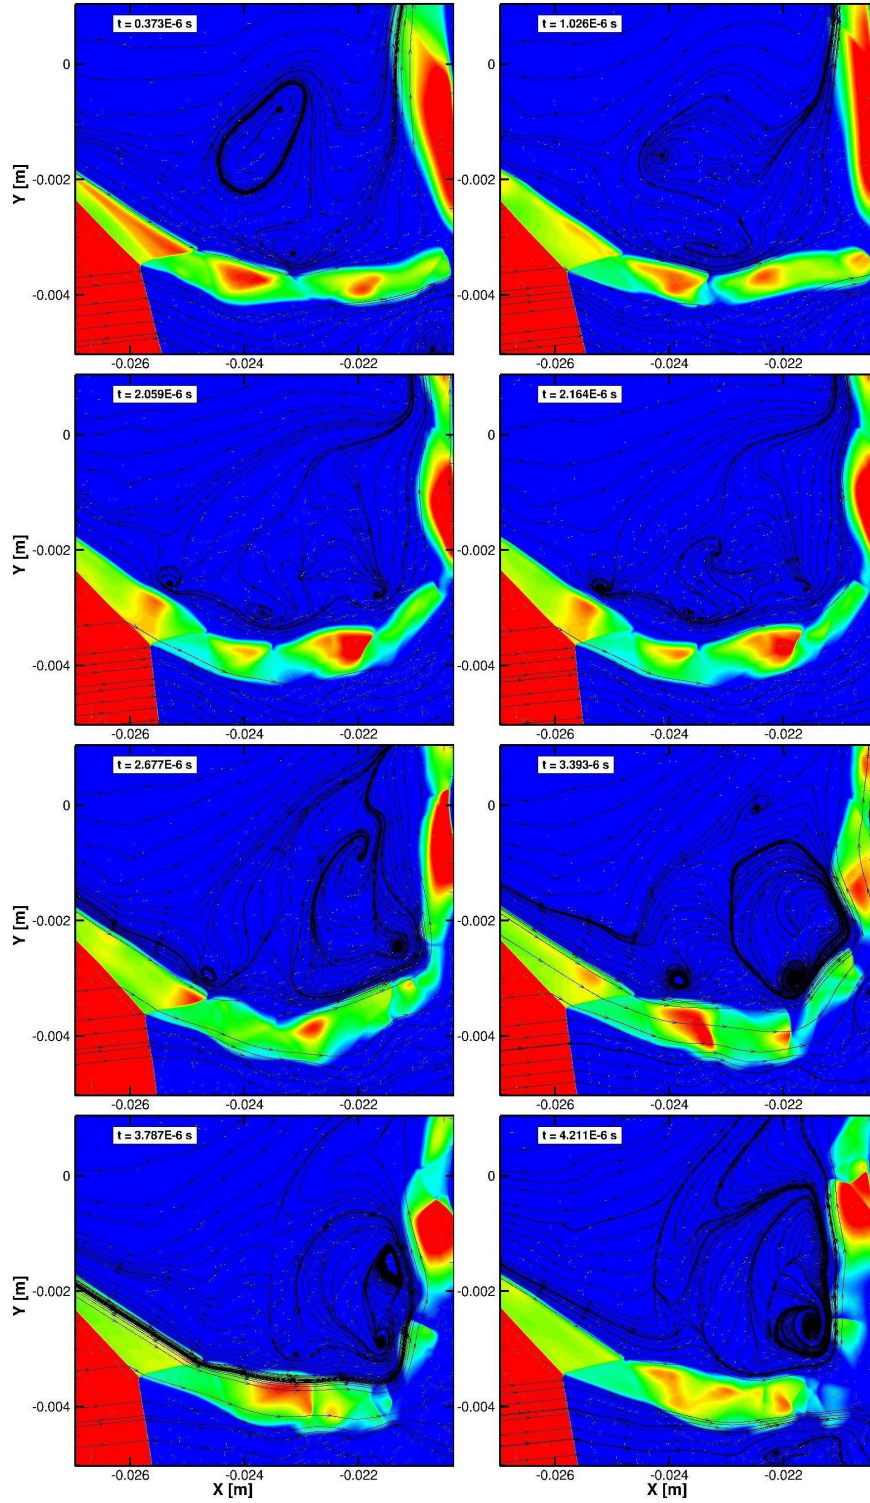 t = 0.373E-6 s
t = 1.026E-6 s
0
0
-0.002
-0.002
-0.004
-0.004
Y [m]
-0.026 -0.024 -0.022
-0.026 -0.024 -0.022
t = 2.059E-6 s
t = 2.164E-6 s
0
0
-0.002
-0.002
-0.004
-0.004
Y [m]
-0.026 -0.024 -0.022
-0.026 -0.024 -0.022
t = 2.677E-6 s
t = 3.393-6 s
0
0
-0.002
-0.002
-0.004
-0.004
Y [m]
-0.026 -0.024 -0.022
-0.026 -0.024 -0.022
t = 3.787E-6 s
t = 4.211E-6 s
0
0
-0.002
-0.002
-0.004
-0.004
Y [m]
-0.026 -0.024 -0.022
-0.026 -0.024 -0.022
X [m]
X [m]